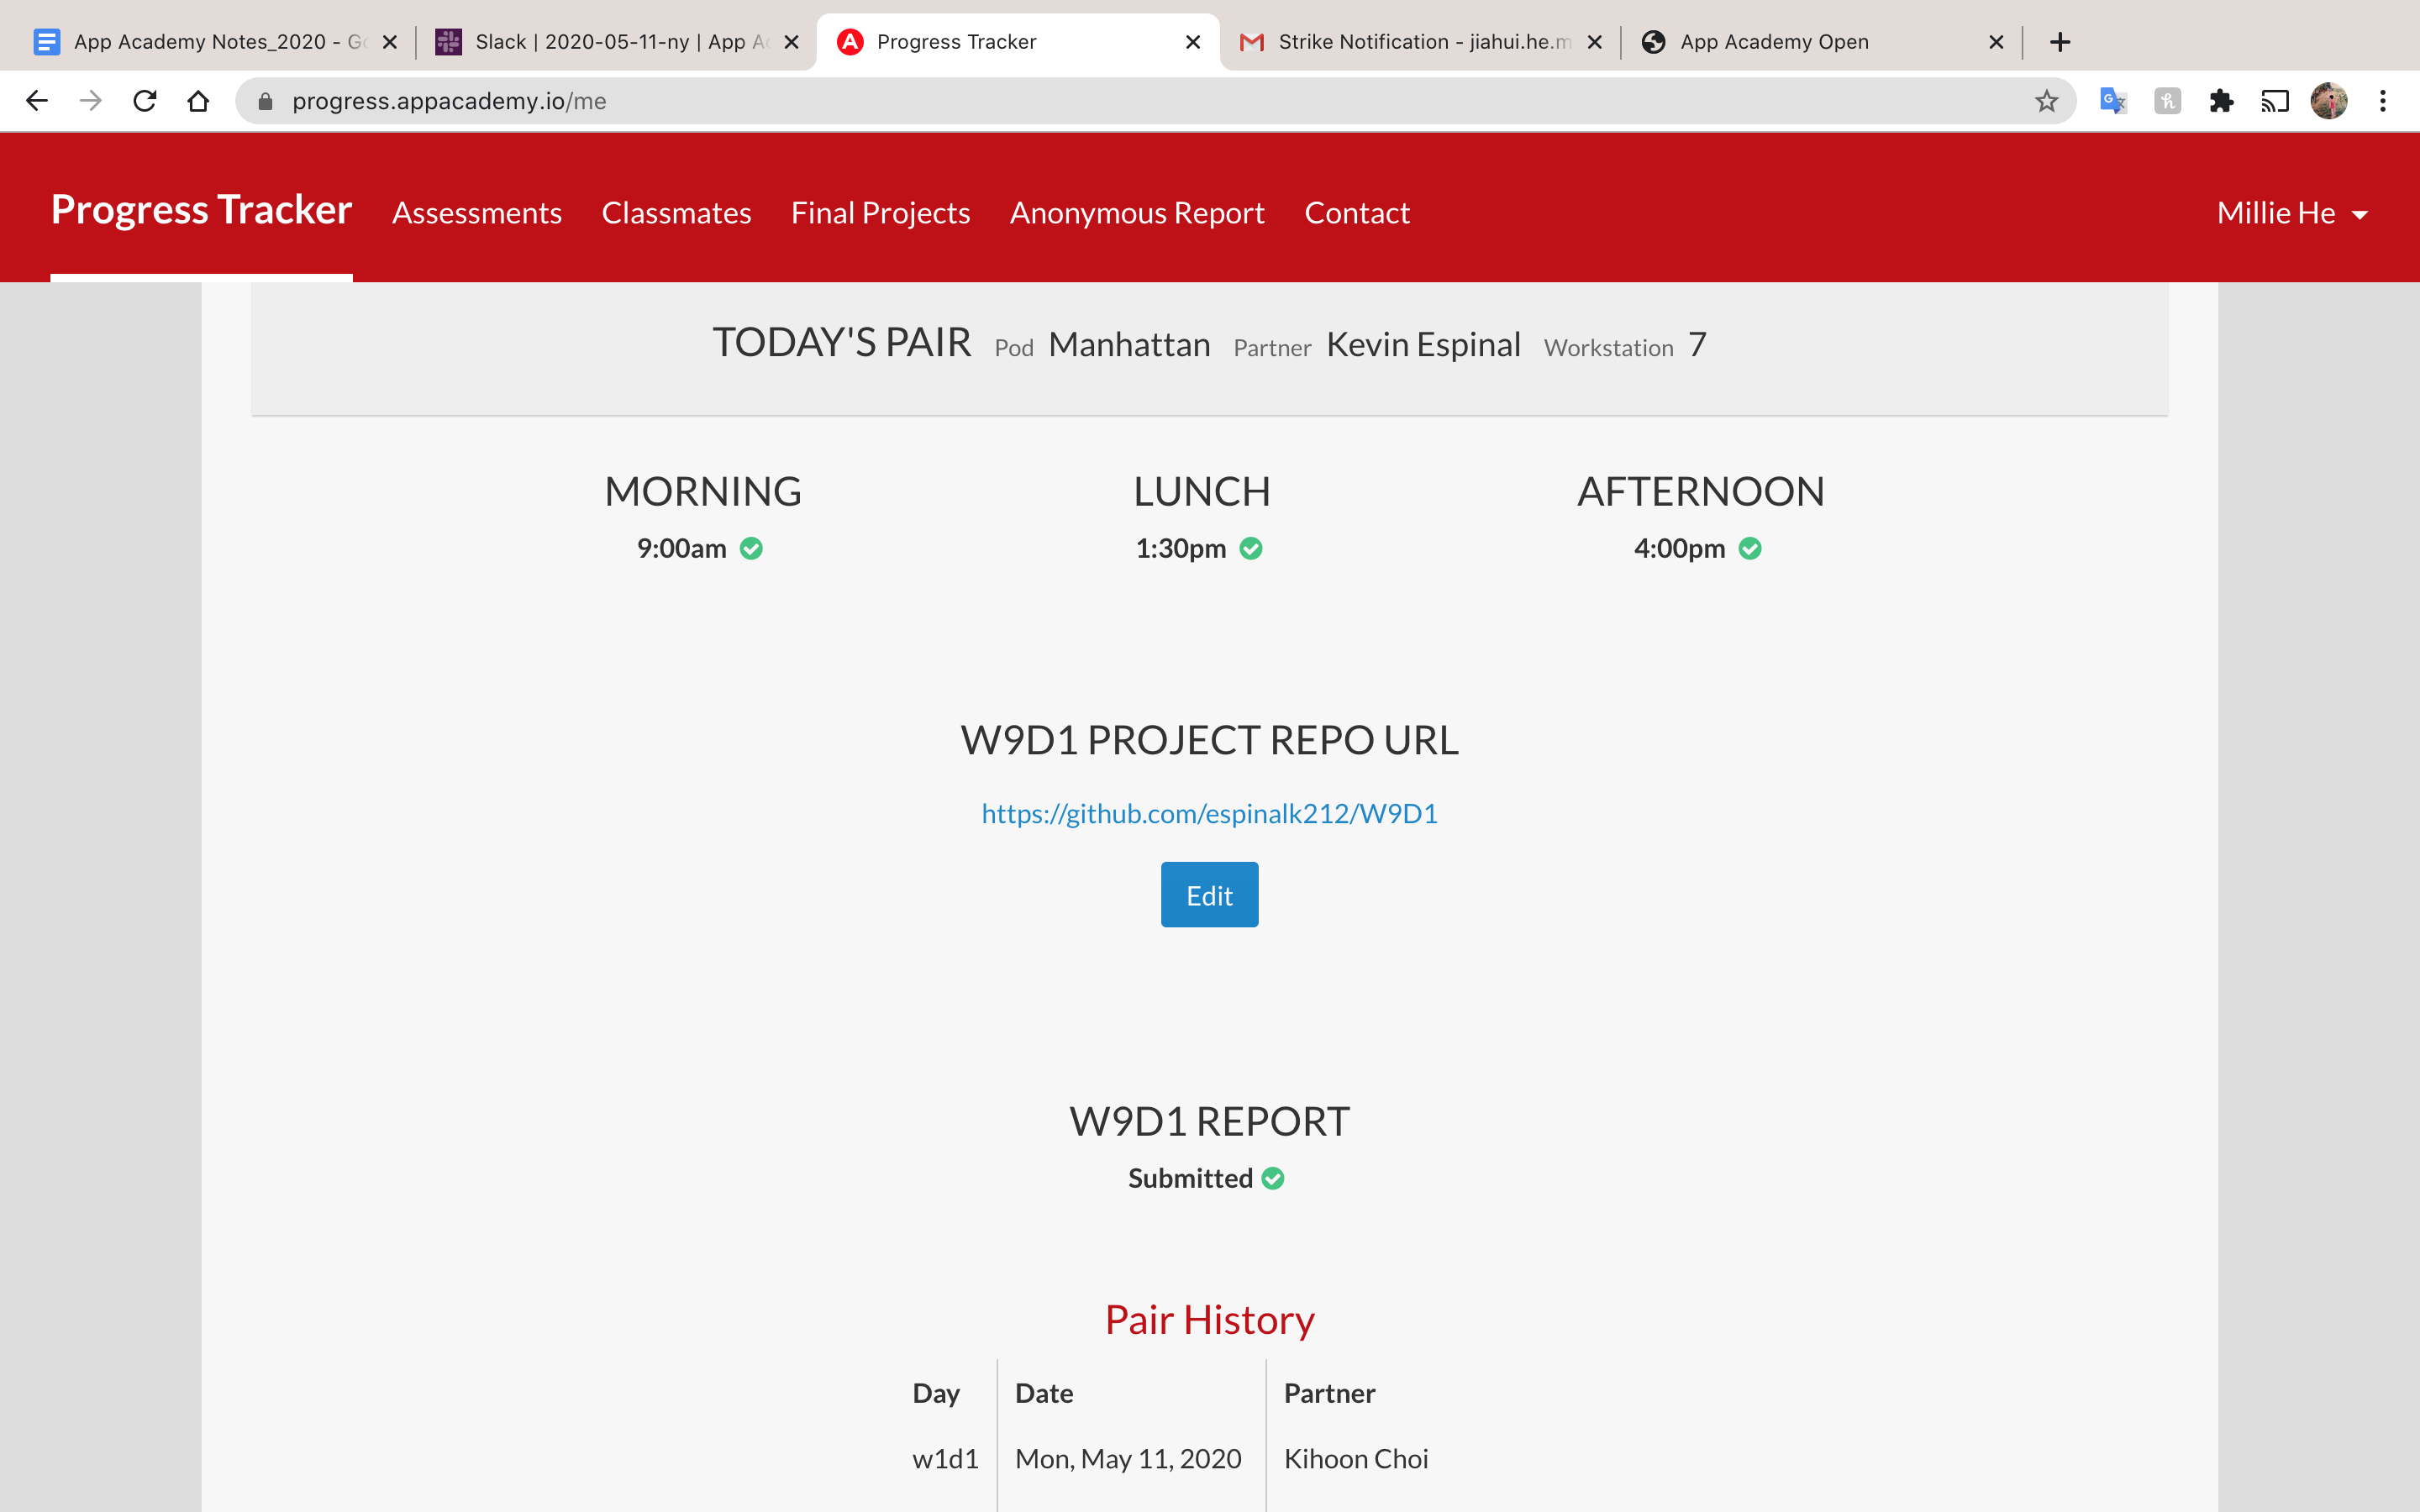 App Academy Notes_2020 - Go
Slack | 2020-05-11-ny | App A
Progress Tracker
Strike Notification - jiahui.he.m
App Academy Open
progress.appacademy.io/me
Progress Tracker
Assessments
Classmates
Final Projects
Anonymous Report
Contact
Millie He
TODAY'S PAIR Pod Manhattan Partner Kevin Espinal Workstation 7
MORNING
9:00am
LUNCH
1:30pm
AFTERNOON
4:00pm
W9D1 PROJECT REPO URL
https://github.com/espinalk212/W9D1
Edit
W9D1 REPORT
Submitted
Pair History
Day Date Partner
w1d1 Mon, May 11, 2020 Kihoon Choi